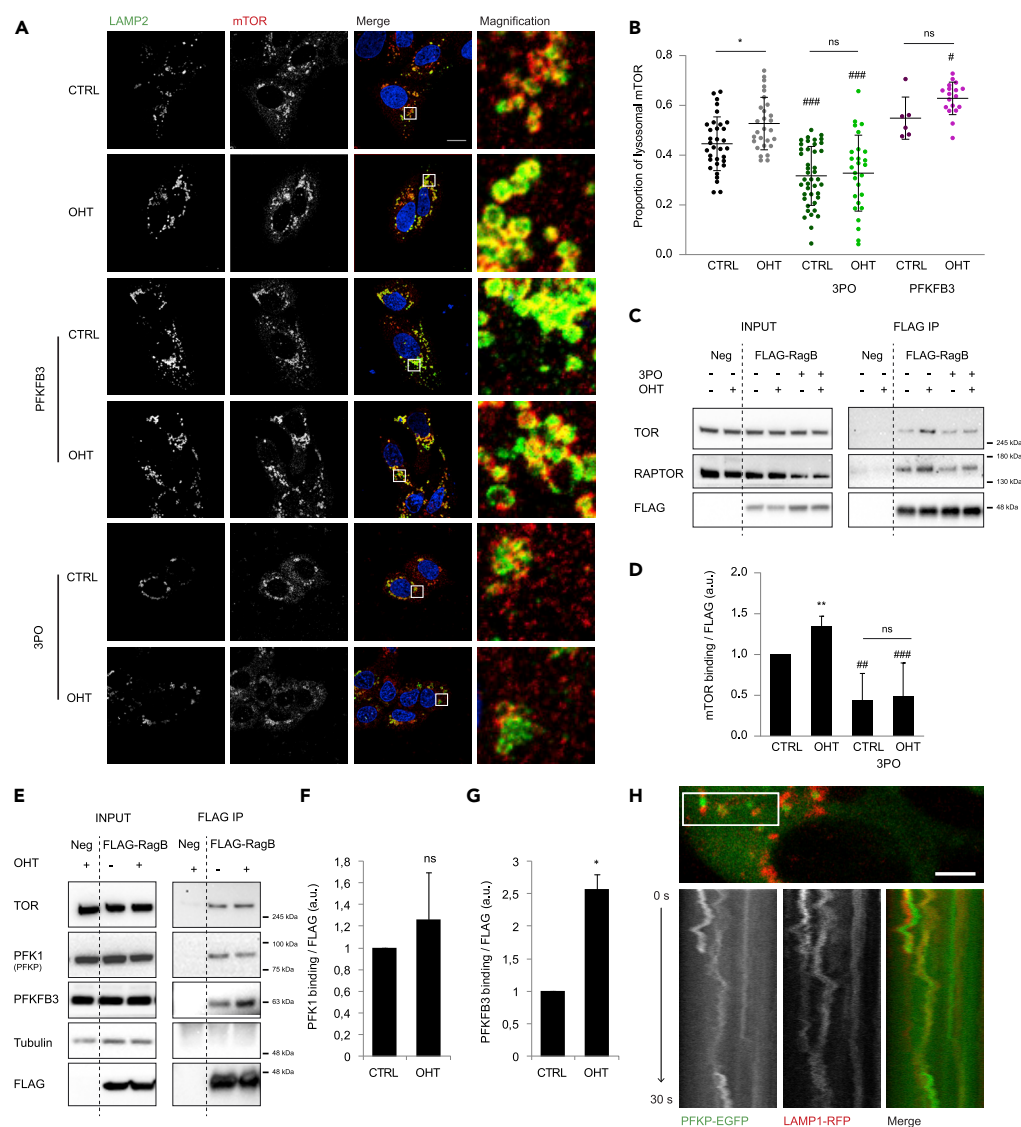 A
LAMP2 mTOR Merge Magnification
CTRL
OHT
PFKFB3
CTRL
OHT
3PO
CTRL
OHT
B
Proportion of lysosomal mTOR
0.8
0.6
0.4
0.2
0.0
* ns ns
### ### #
CTRL OHT CTRL OHT CTRL OHT
3PO PFKFB3
C
INPUT FLAG IP
Neg FLAG-RagB Neg FLAG-RagB
3PO - - - - + + - - - - + +
OHT - + - + - + - + - + - +
TOR
245 kDa
180 kDa
RAPTOR
130 kDa
FLAG
48 kDa
D
mTOR binding / FLAG (a.u.)
2.0
1.5
1.0
0.5
0.0
** ns
## ###
CTRL OHT CTRL OHT
3PO
E
INPUT FLAG IP
Neg FLAG-RagB Neg FLAG-RagB
OHT + - + + - +
TOR
245 kDa
100 kDa
PFK1
(PFKP)
75 kDa
PFKFB3
63 kDa
Tubulin
48 kDa
48 kDa
FLAG
F
PFK1 binding / FLAG (a.u.)
1,8
1,6
1,4
1,2
1
0,8
0,6
0,4
0,2
0
ns
CTRL OHT
G
PFKFB3 binding / FLAG (a.u.)
3
2,5
2
1,5
1
0,5
0
*
CTRL OHT
H
0 s
30 s
PFKP-EGFP LAMP1-RFP Merge